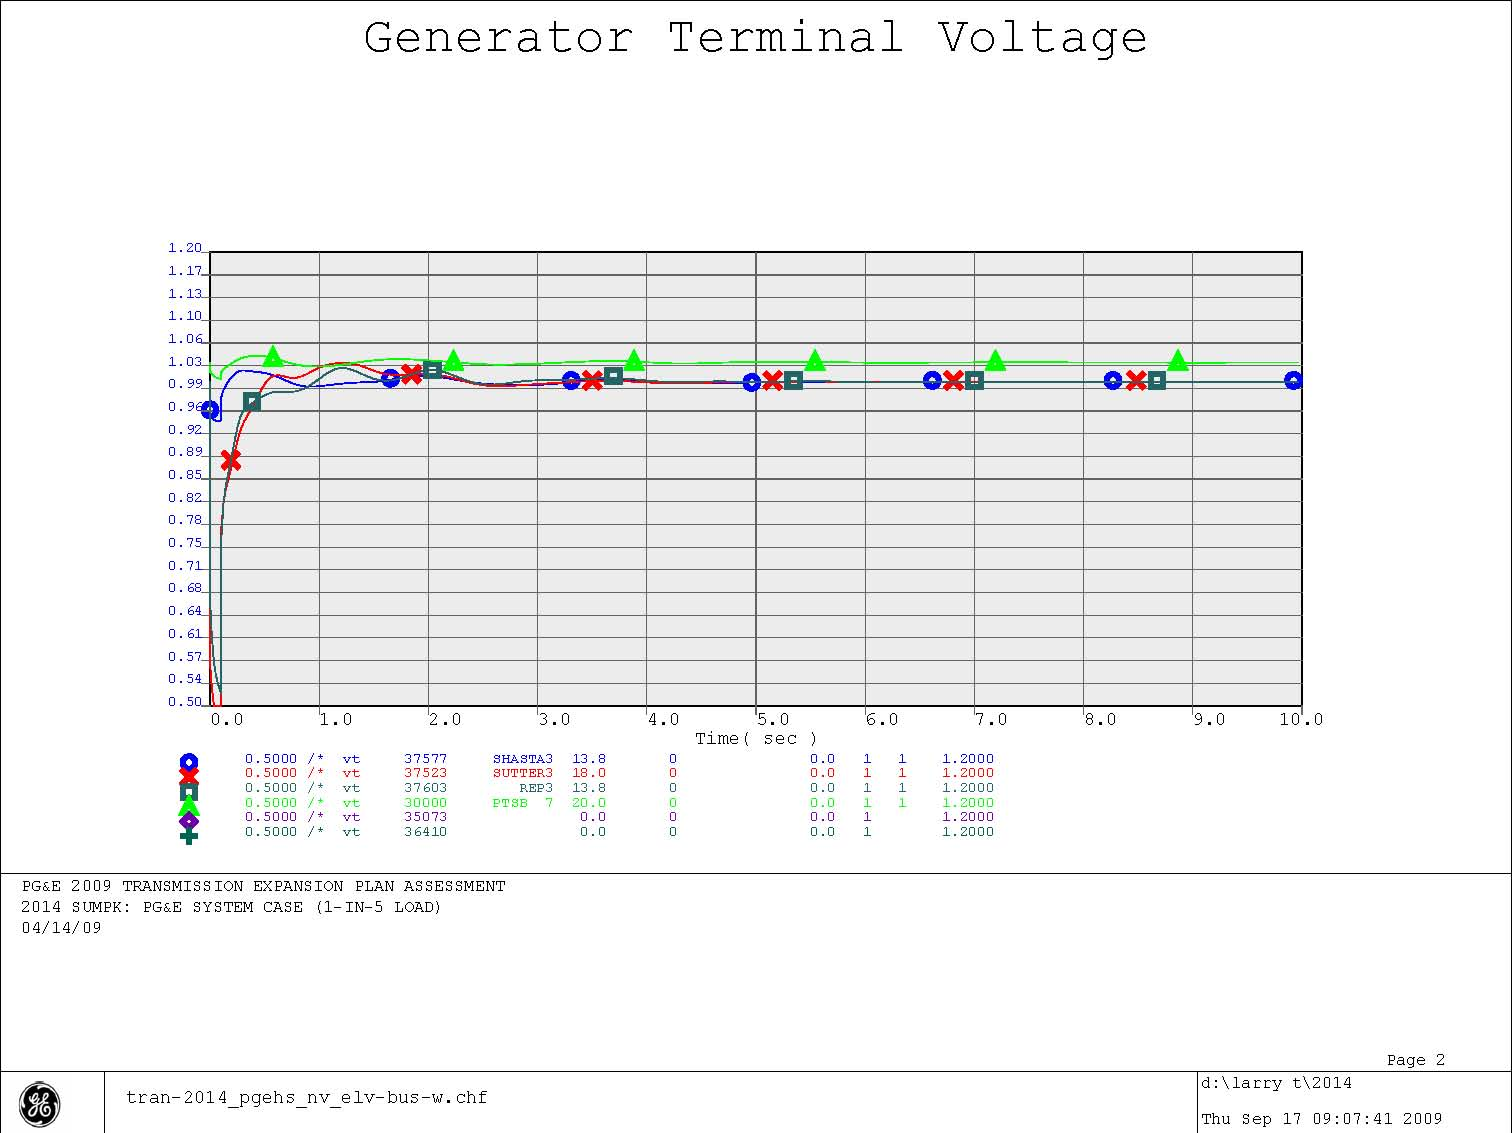 Generator Terminal Voltage
1.20
1.17
1.13
1.10
1.06
1.03
0.99
0.96
0.92
0.89
0.85
0.82
0.78
0.75
0.71
0.68
0.64
0.61
0.57
0.54
0.50
0.0 1.0 2.0 3.0 4.0 5.0 6.0 7.0 8.0 9.0 10.0
Time( sec )
0.5000 /* vt 37577 SHASTA3 13.8 0 0.0 1 1 1.2000
0.5000 /* vt 37523 SUTTER3 18.0 0 0.0 1 1 1.2000
0.5000 /* vt 37603 REP3 13.8 0 0.0 1 1 1.2000
0.5000 /* vt 30000 PTSB 7 20.0 0 0.0 1 1 1.2000
0.5000 /* vt 35073 0.0 0 0.0 1 1.2000
0.5000 /* vt 36410 0.0 0 0.0 1 1.2000
PG&E 2009 TRANSMISSION EXPANSION PLAN ASSESSMENT
2014 SUMPK: PG&E SYSTEM CASE (1-IN-5 LOAD)
04/14/09
Page 2
GE
tran-2014_pgehs_nv_elv-bus-w.chf
d:\larry t\2014
Thu Sep 17 09:07:41 2009